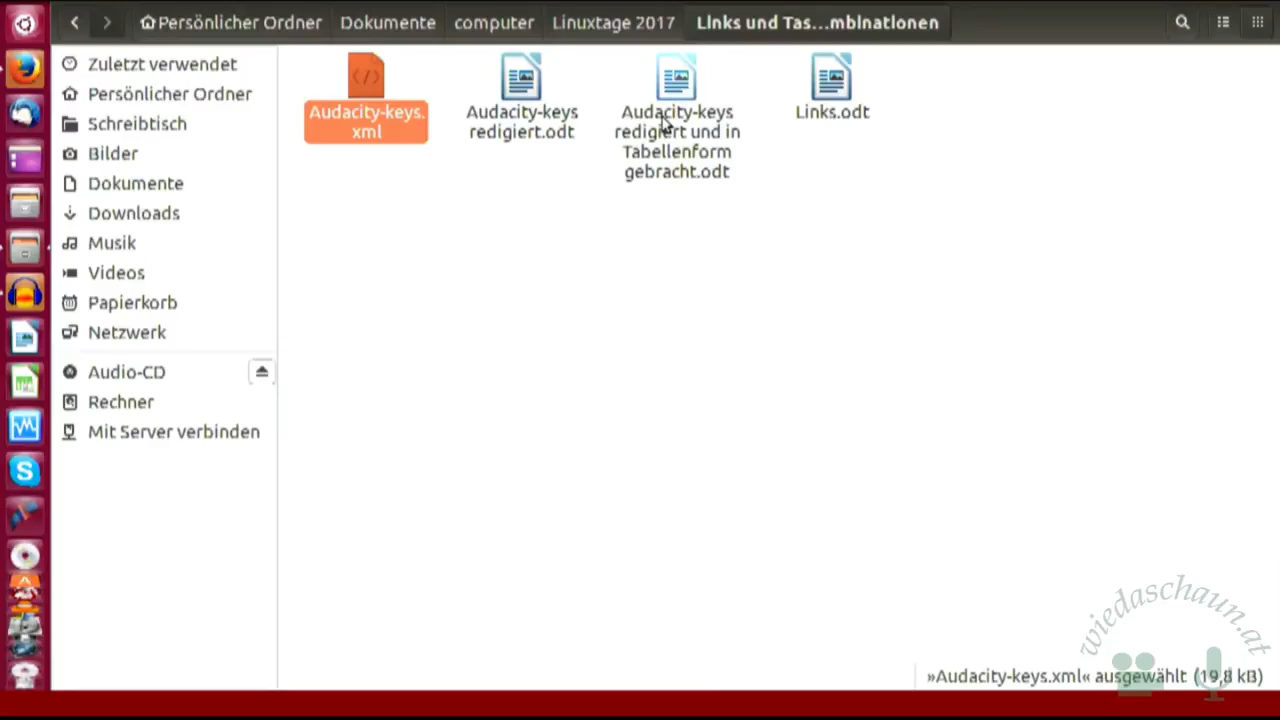 Persönlicher Ordner Dokumente computer Linuxtage 2017 Links und Tas...mbinationen
Zuletzt verwendet
Persönlicher Ordner
Schreibtisch
Bilder
Dokumente
Downloads
Musik
Videos
Papierkorb
Netzwerk
Audio-CD
Rechner
Mit Server verbinden
Audacity-keys.
xml
Audacity-keys
redigiert.odt
Audacity-keys
redigiert und in
Tabellenform
gebracht.odt
Links.odt
wiedaschaun.at
»Audacity-keys.xml« ausgewählt (19,8 kB)